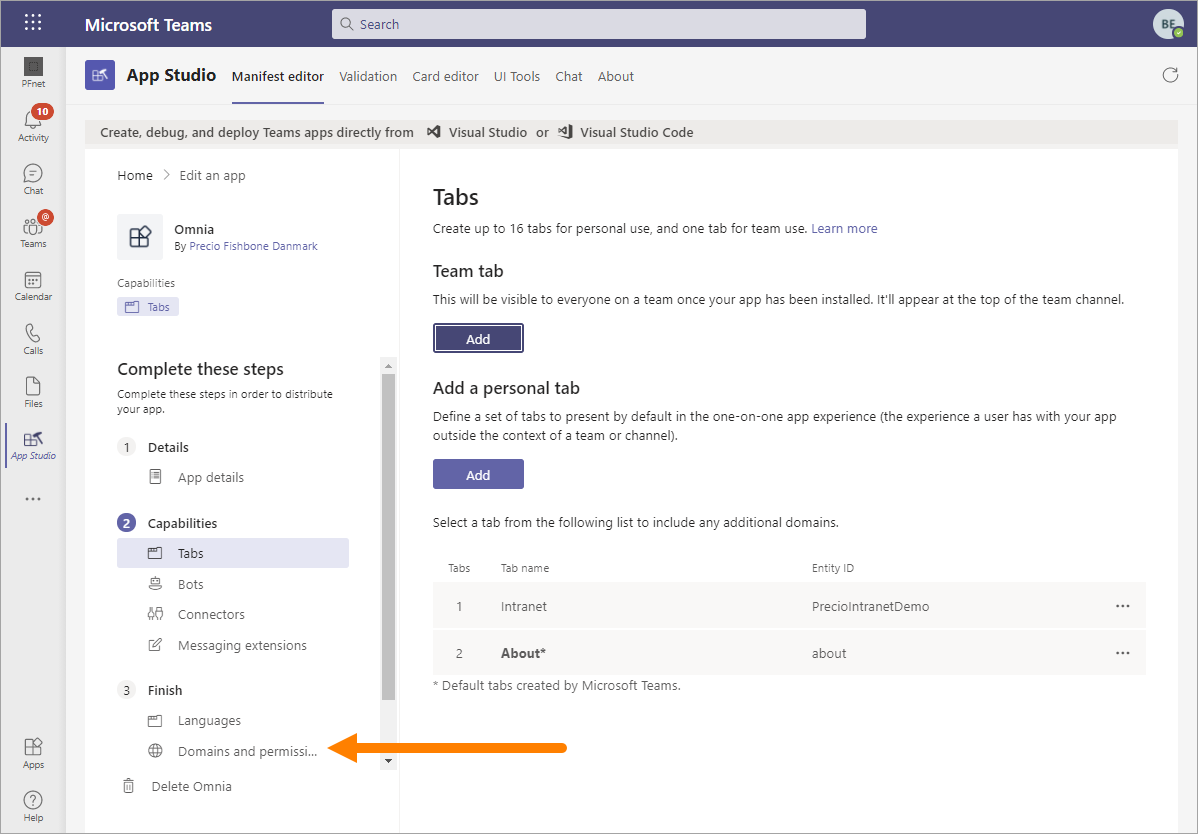 Microsoft Teams
Search
BE
PFnet
10
Activity
Chat
@
Teams
Calendar
Calls
Files
App Studio
Apps
Help
App Studio
Manifest editor
Validation
Card editor
UI Tools
Chat
About
Create, debug, and deploy Teams apps directly from Visual Studio or Visual Studio Code
Home > Edit an app
Omnia
By Precio Fishbone Danmark
Capabilities
Tabs
Complete these steps
Complete these steps in order to distribute
your app.
1 Details
App details
2 Capabilities
Tabs
Bots
Connectors
Messaging extensions
3 Finish
Languages
Domains and permissi...
Delete Omnia
Tabs
Create up to 16 tabs for personal use, and one tab for team use. Learn more
Team tab
This will be visible to everyone on a team once your app has been installed. It'll appear at the top of the team channel.
Add
Add a personal tab
Define a set of tabs to present by default in the one-on-one app experience (the experience a user has with your app
outside the context of a team or channel).
Add
Select a tab from the following list to include any additional domains.
Tabs Tab name Entity ID
1 Intranet PrecioIntranetDemo
2 About* about
* Default tabs created by Microsoft Teams.